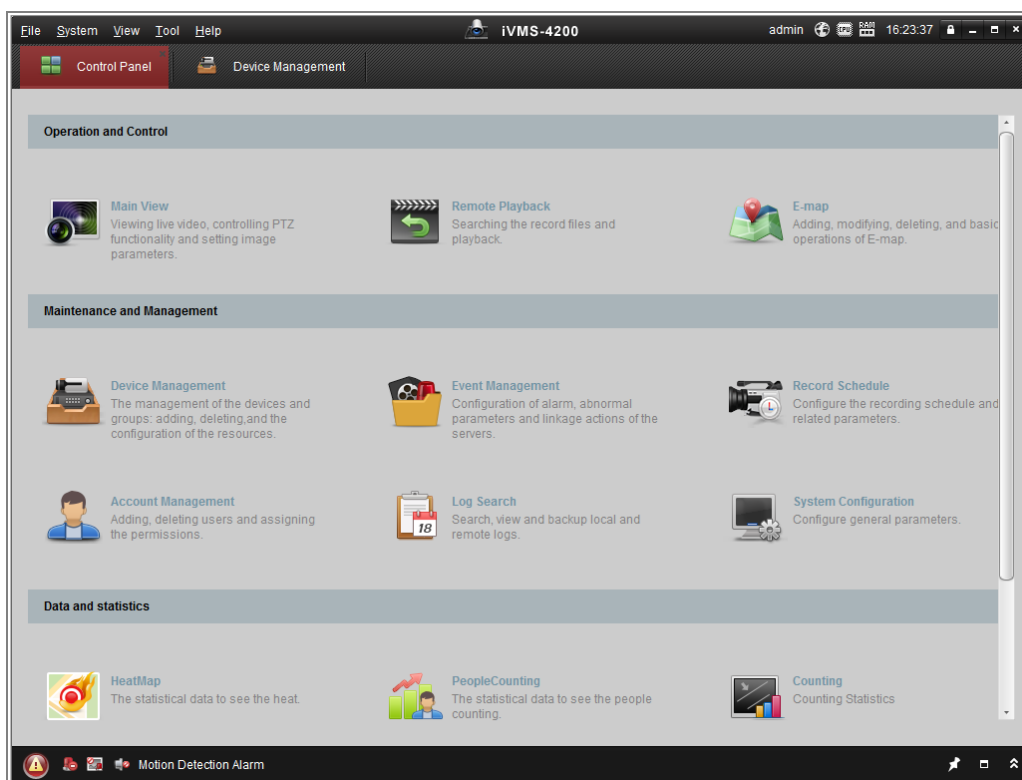 File System View Tool Help iVMS-4200 admin CPU RAM 16:23:37
Control Panel Device Management
Operation and Control
Main View
Viewing live video, controlling PTZ
functionality and setting image
parameters.
Remote Playback
Searching the record files and
playback.
E-map
Adding, modifying, deleting, and basic
operations of E-map.
Maintenance and Management
Device Management
The management of the devices and
groups: adding, deleting,and the
configuration of the resources.
Event Management
Configuration of alarm, abnormal
parameters and linkage actions of the
servers.
Record Schedule
Configure the recording schedule and
related parameters.
Account Management
Adding, deleting users and assigning
the permissions.
18
Log Search
Search, view and backup local and
remote logs.
System Configuration
Configure general parameters.
Data and statistics
HeatMap
The statistical data to see the heat.
PeopleCounting
The statistical data to see the people
counting.
Counting
Counting Statistics
Motion Detection Alarm